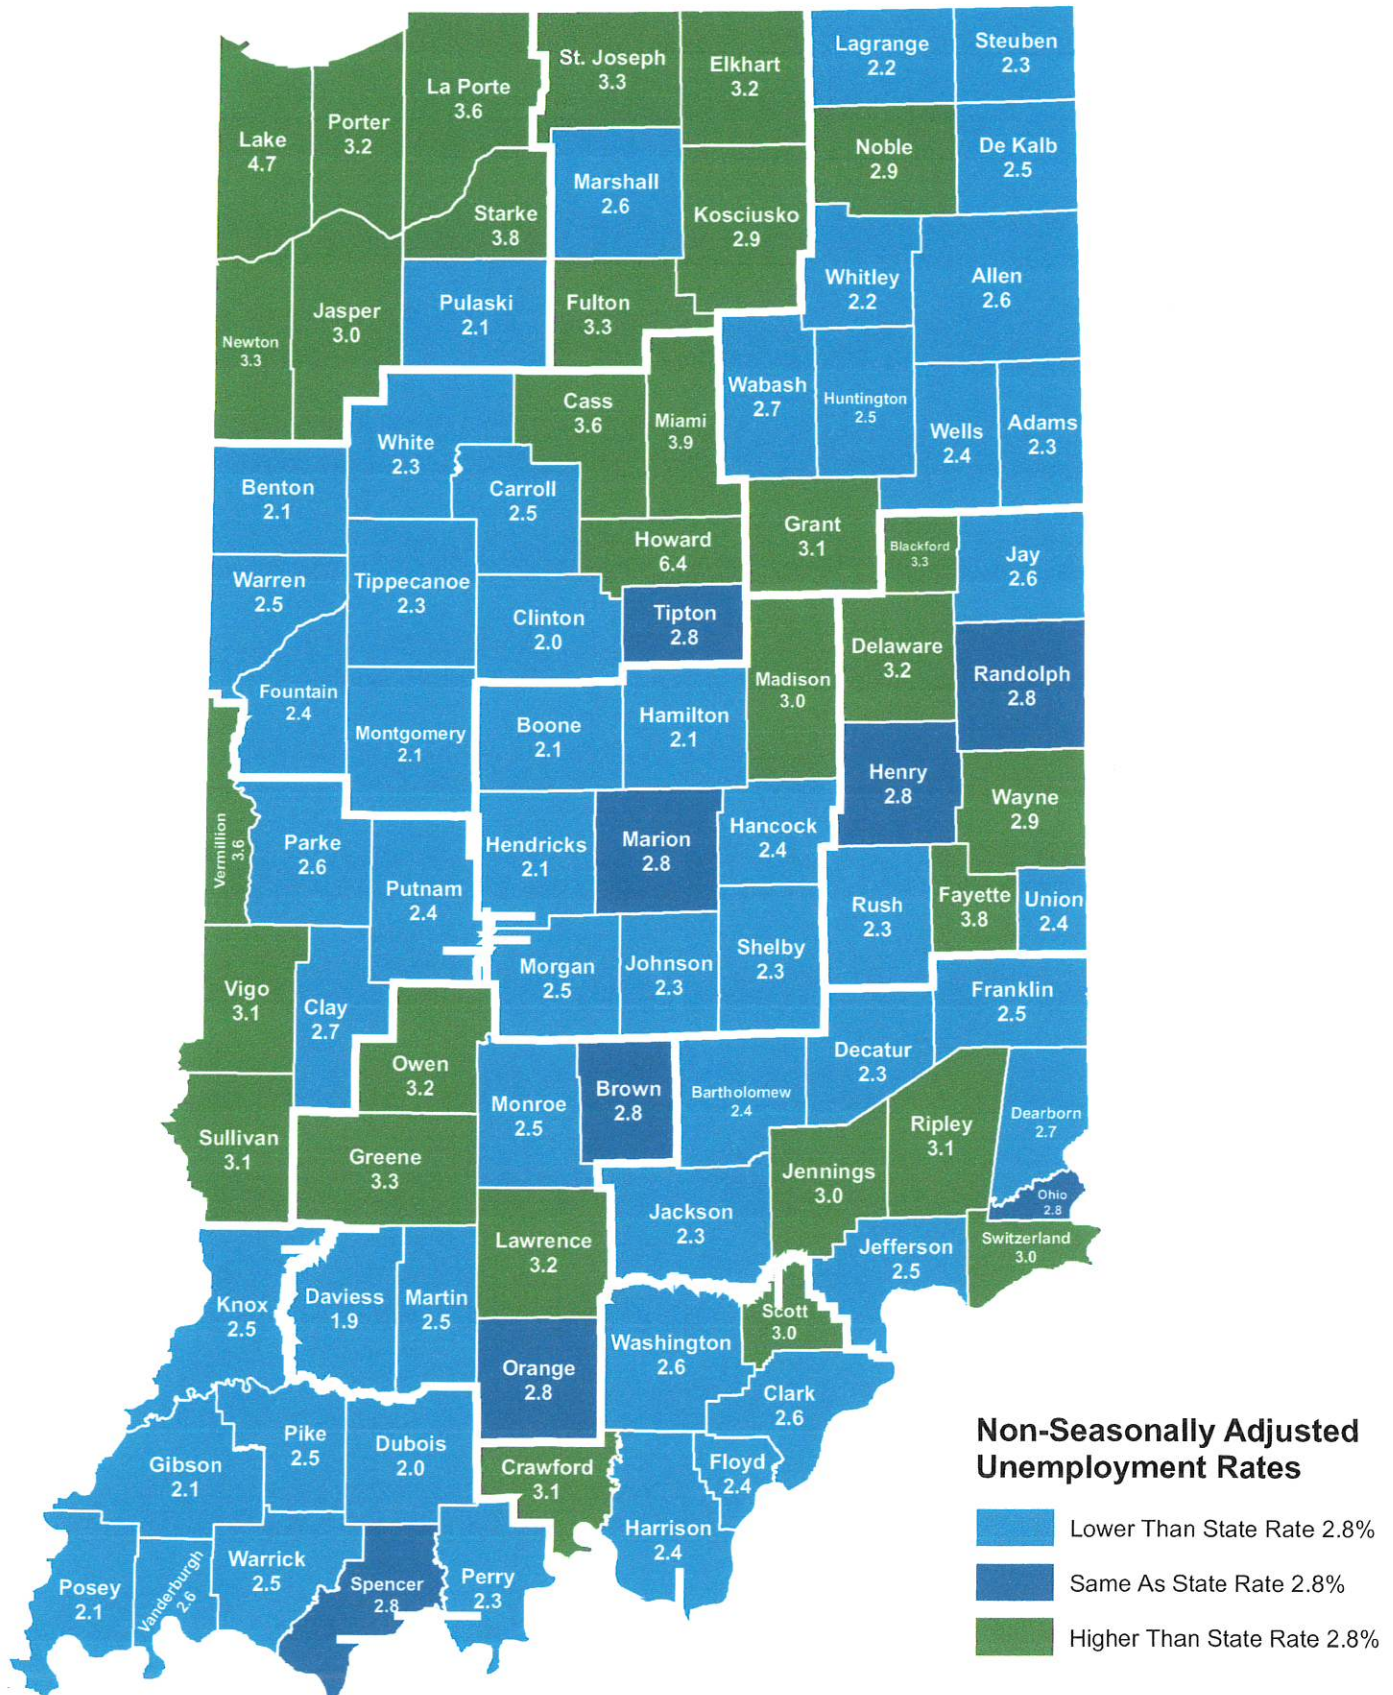 Lagrange
2.2
Steuben
2.3
St. Joseph
3.3
Elkhart
3.2
La Porte
3.6
Porter
3.2
Lake
4.7
Noble
2.9
De Kalb
2.5
Marshall
2.6
Starke
3.8
Kosciusko
2.9
Whitley
2.2
Allen
2.6
Pulaski
2.1
Fulton
3.3
Jasper
3.0
Newton
3.3
Wabash
2.7
Huntington
2.5
Wells
2.4
Adams
2.3
Cass
3.6
Miami
3.9
White
2.3
Carroll
2.5
Benton
2.1
Grant
3.1
Howard
6.4
Blackford
3.3
Jay
2.6
Warren
2.5
Tippecanoe
2.3
Clinton
2.0
Tipton
2.8
Delaware
3.2
Randolph
2.8
Madison
3.0
Fountain
2.4
Montgomery
2.1
Boone
2.1
Hamilton
2.1
Henry
2.8
Wayne
2.9
Vermillion
3.6
Parke
2.6
Putnam
2.4
Hendricks
2.1
Marion
2.8
Hancock
2.4
Rush
2.3
Fayette
3.8
Union
2.4
Shelby
2.3
Morgan
2.5
Johnson
2.3
Vigo
3.1
Clay
2.7
Franklin
2.5
Owen
3.2
Decatur
2.3
Monroe
2.5
Brown
2.8
Bartholomew
2.4
Ripley
3.1
Dearborn
2.7
Sullivan
3.1
Greene
3.3
Jennings
3.0
Ohio
2.8
Jackson
2.3
Lawrence
3.2
Jefferson
2.5
Switzerland
3.0
Knox
2.5
Daviess
1.9
Martin
2.5
Scott
3.0
Washington
2.6
Orange
2.8
Clark
2.6
Pike
2.5
Dubois
2.0
Gibson
2.1
Crawford
3.1
Floyd
2.4
Harrison
2.4
Posey
2.1
Vanderburgh
2.6
Warrick
2.5
Spencer
2.8
Perry
2.3
Non-Seasonally Adjusted
Unemployment Rates
Lower Than State Rate 2.8%
Same As State Rate 2.8%
Higher Than State Rate 2.8%